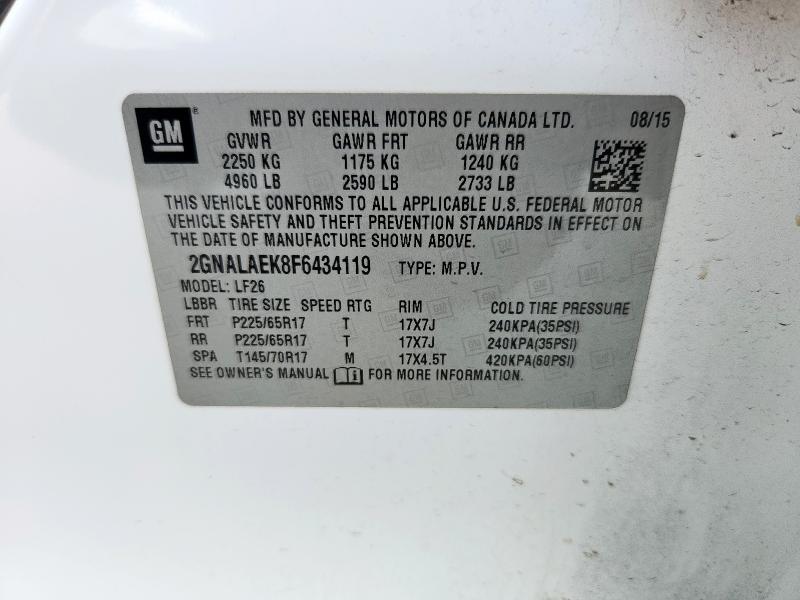 GM ® MFD BY GENERAL MOTORS OF CANADA LTD. 08/15
GVWR GAWR FRT GAWR RR
2250 KG 1175 KG 1240 KG
4960 LB 2590 LB 2733 LB
THIS VEHICLE CONFORMS TO ALL APPLICABLE U.S. FEDERAL MOTOR
VEHICLE SAFETY AND THEFT PREVENTION STANDARDS IN EFFECT ON
THE DATE OF MANUFACTURE SHOWN ABOVE.
2GNALAEK8F6434119 TYPE: M.P.V.
MODEL: LF26
LBBR TIRE SIZE SPEED RTG RIM COLD TIRE PRESSURE
FRT P225/65R17 T 17X7J 240KPA(35PSI)
RR P225/65R17 T 17X7J 240KPA(35PSI)
SPA T145/70R17 M 17X4.5T 420KPA(60PSI)
SEE OWNER'S MANUAL FOR MORE INFORMATION.